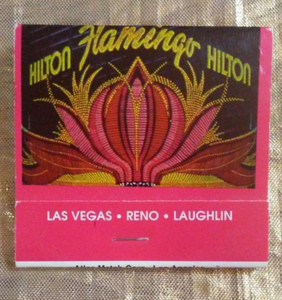 Flamingo
HILTON HILTON
LAS VEGAS • RENO • LAUGHLIN